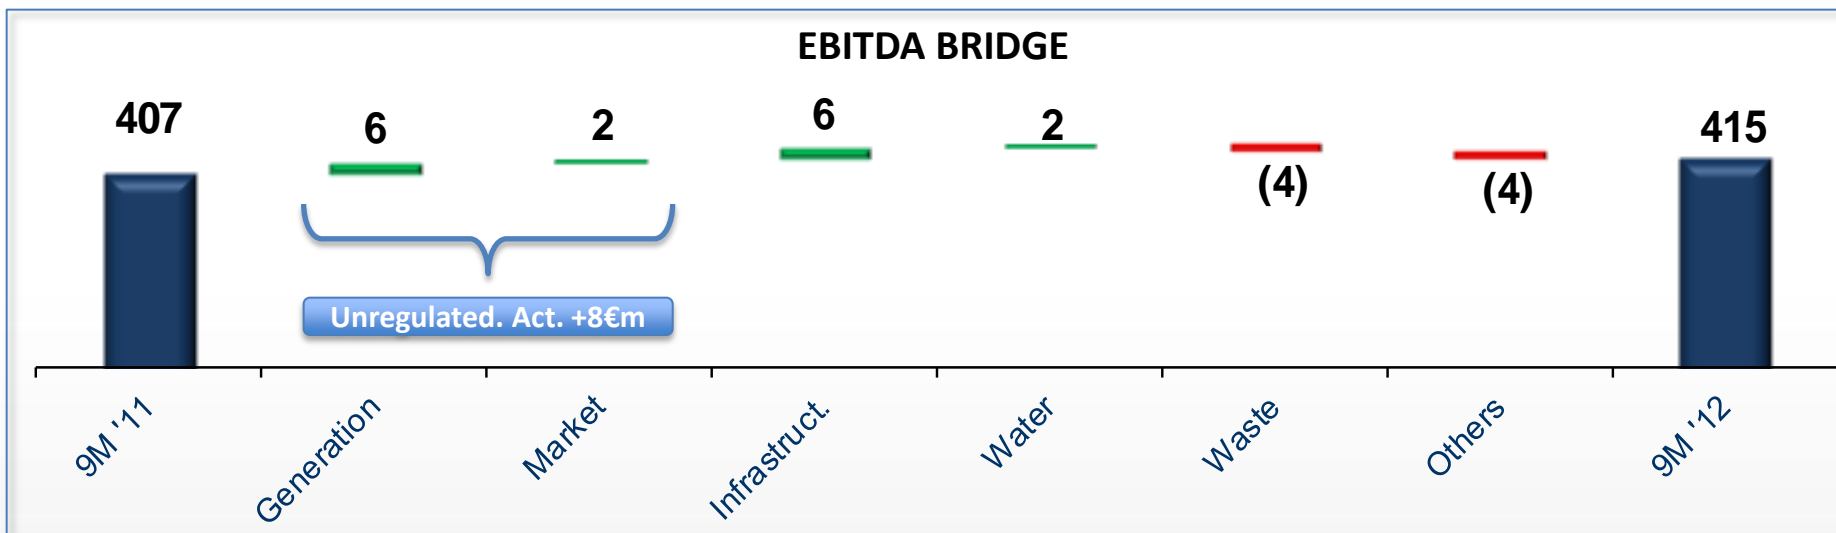 EBITDA BRIDGE
407
6
2
6
2
(4)
(4)
415
Unregulated. Act. +8€m
9M '11
Generation
Market
Infrastruct.
Water
Waste
Others
9M '12